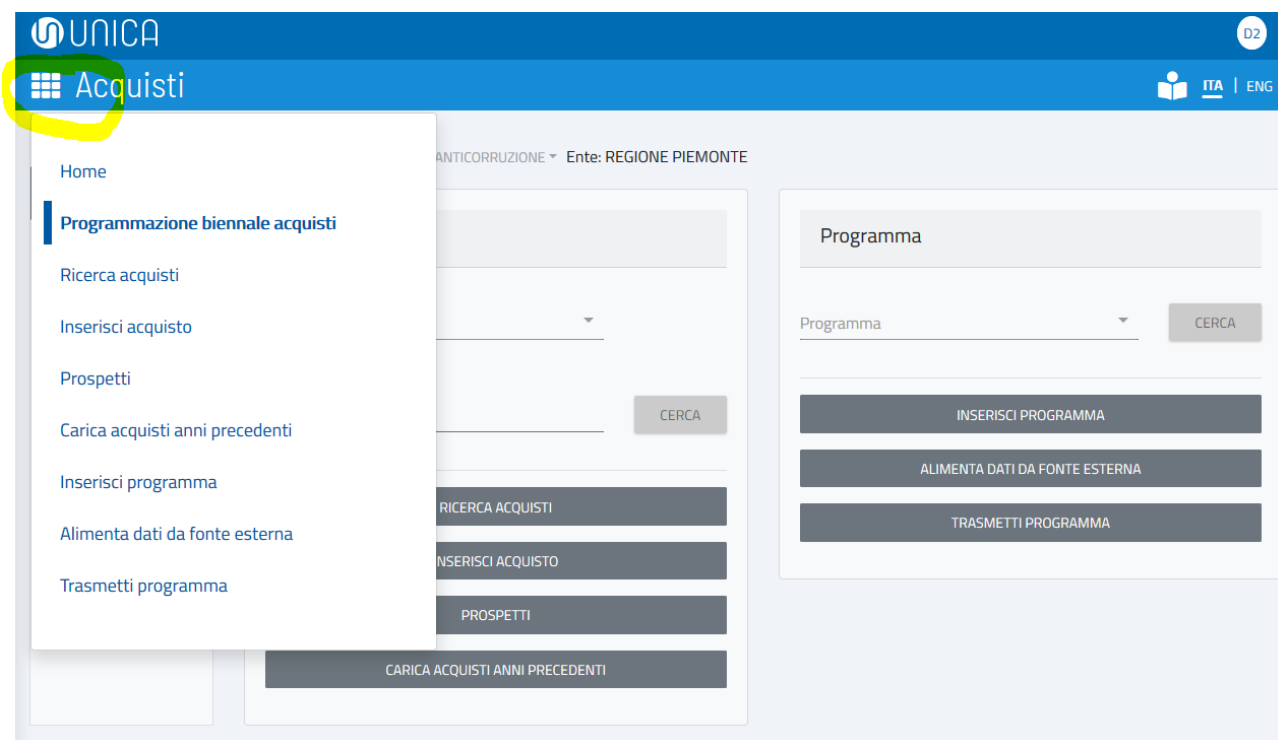 UNICA
D2
Acquisti
ITA | ENG
Home
Programmazione biennale acquisti
Ricerca acquisti
Inserisci acquisto
Prospetti
Carica acquisti anni precedenti
Inserisci programma
Alimenta dati da fonte esterna
Trasmetti programma
ANTICORRUZIONE Ente: REGIONE PIEMONTE
CERCA
RICERCA ACQUISTI
NSERISCI ACQUISTO
PROSPETTI
CARICA ACQUISTI ANNI PRECEDENTI
Programma
Programma
CERCA
INSERISCI PROGRAMMA
ALIMENTA DATI DA FONTE ESTERNA
TRASMETTI PROGRAMMA